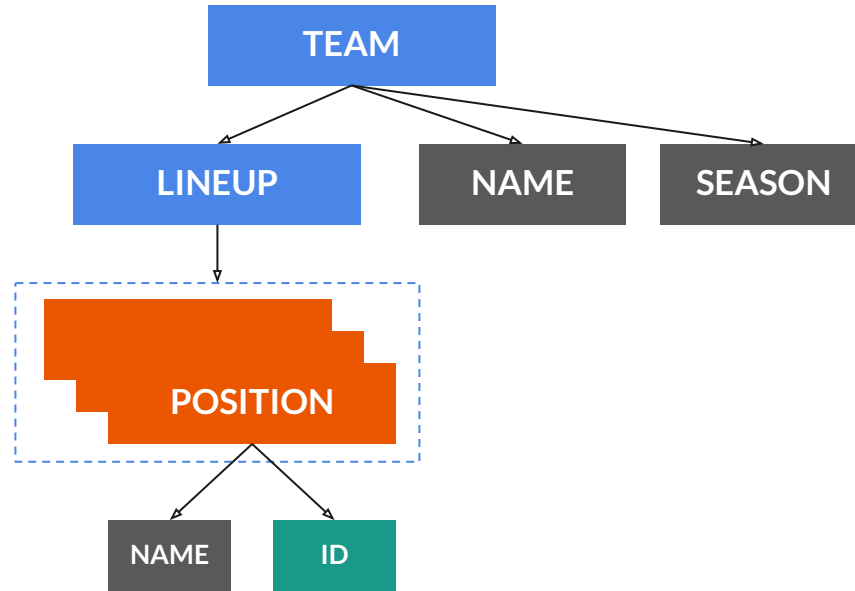 TEAM
LINEUP
NAME
SEASON
POSITION
NAME
ID